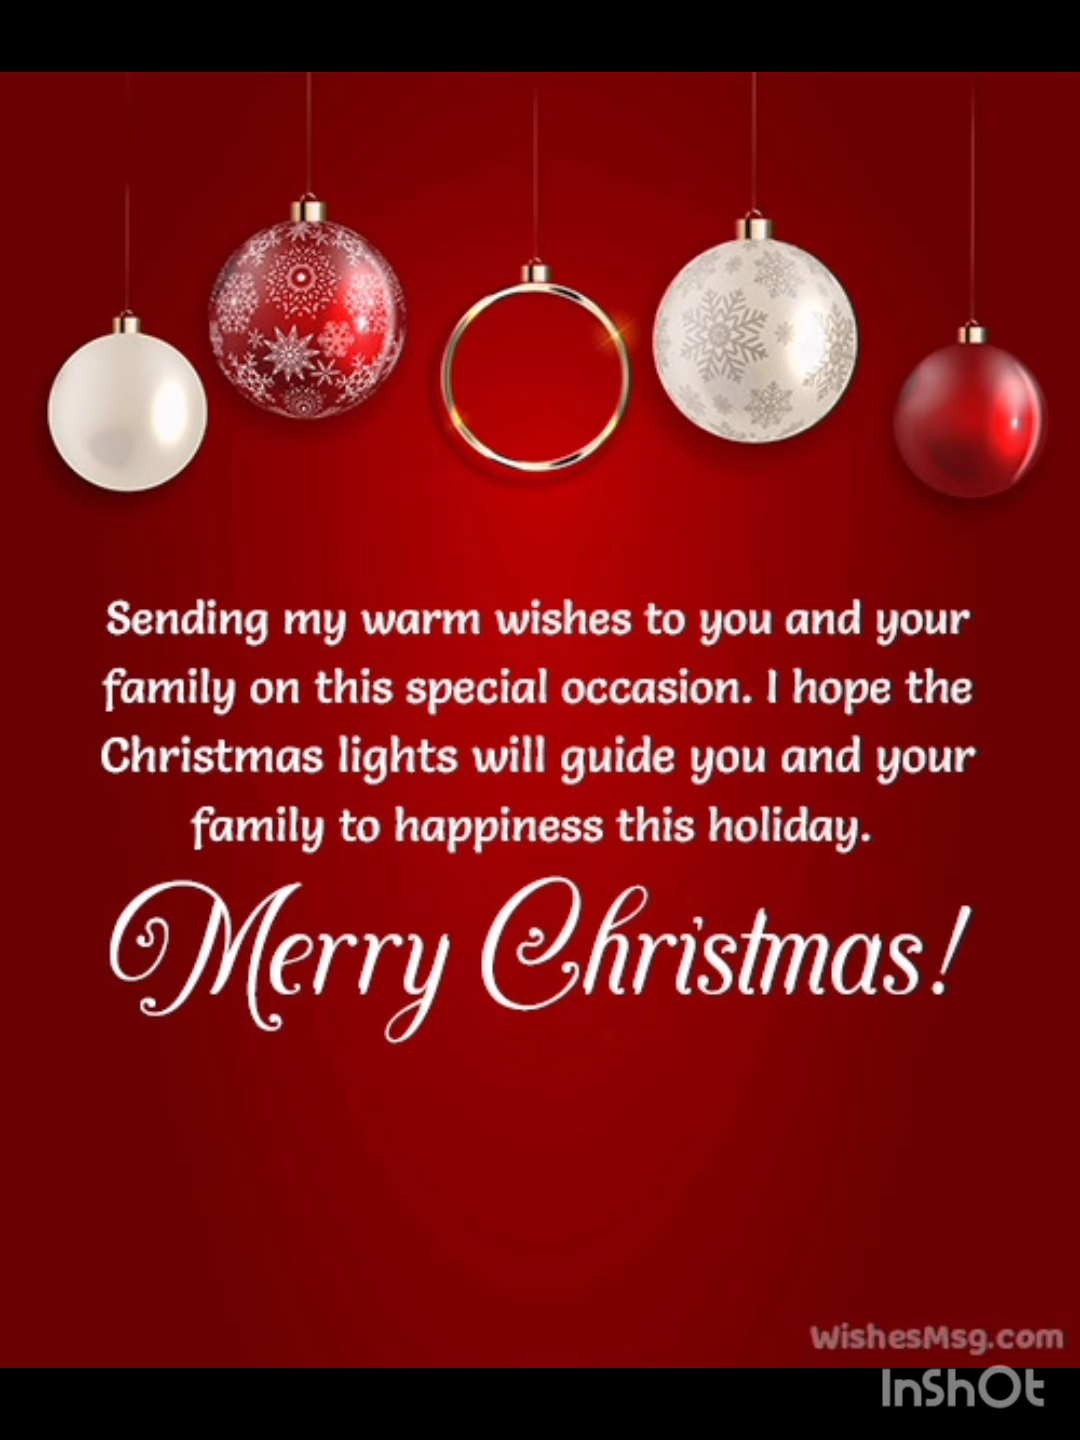 Sending my warm wishes to you and your
family on this special occasion. I hope the
Christmas lights will guide you and your
family to happiness this holiday.
Merry Christmas!
WishesMsg.com
InShOt